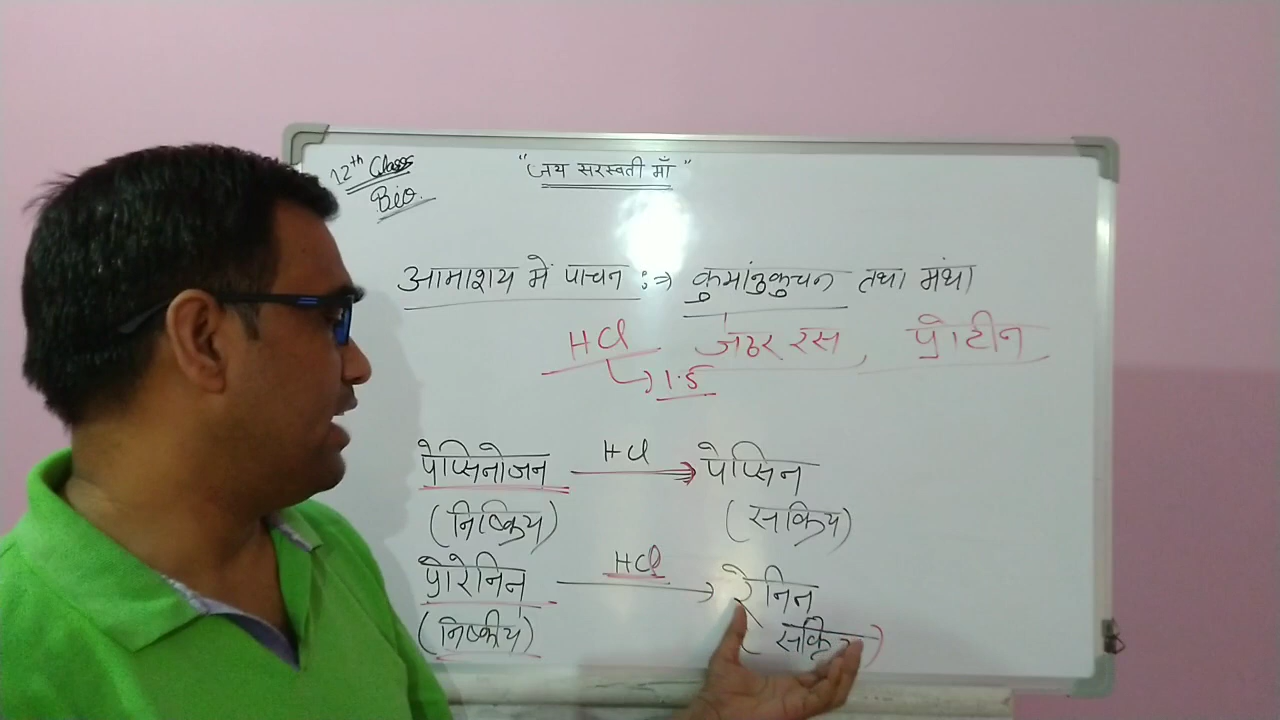 12th Class
Bio.
"जय सरस्वती माँ"
आमाशय में पाचन :⇒ क्रुमांनुकुचन तथा मंथा
HCl जठर रस, प्रोटीन
↳ 1.5
पेप्सिनोजन HCl ⇒ पेप्सिन
(निष्क्रिय) (सक्रिय)
प्रोरेनिन HCl → रेनिन
(निष्क्रीय) (सक्रिय)